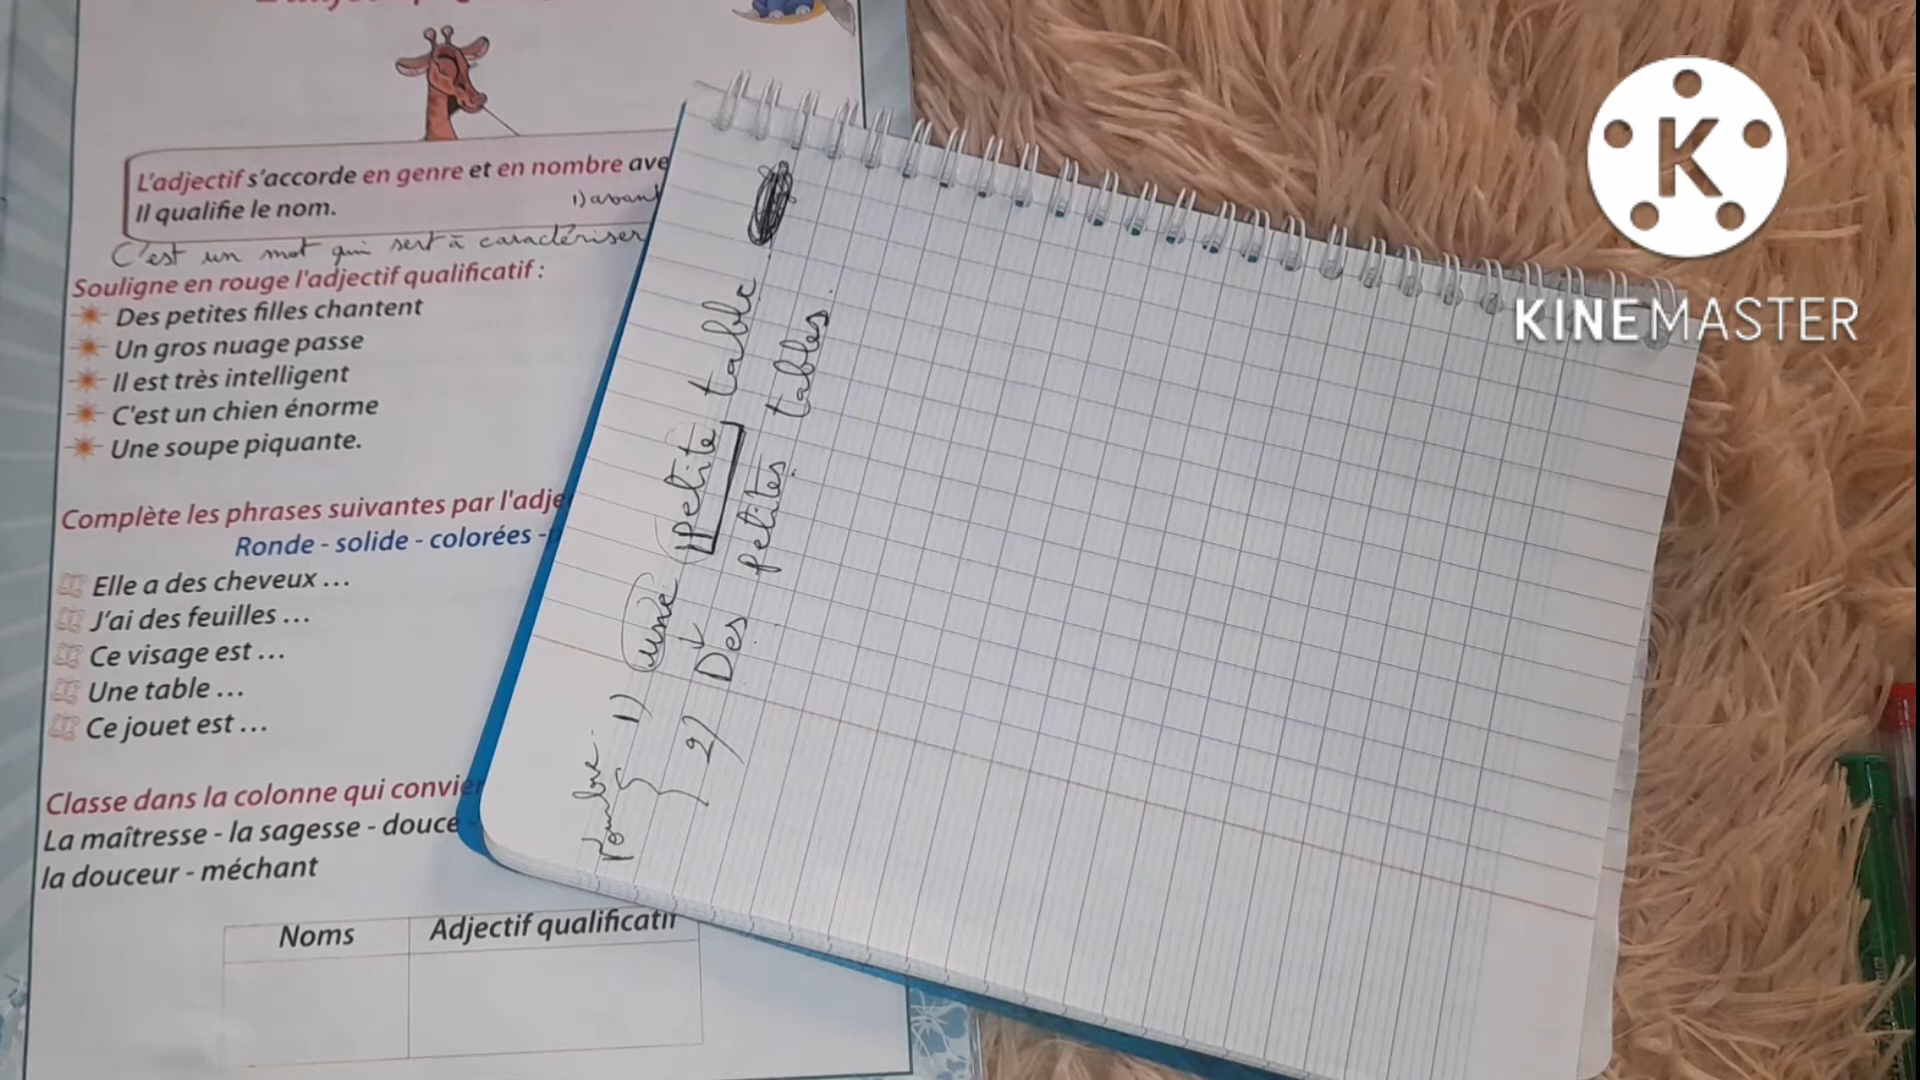 L'adjectif s'accorde en genre et en nombre ave
Il qualifie le nom.
1) avant
C'est un mot qui sert à caractériser
Souligne en rouge l'adjectif qualificatif :
Des petites filles chantent
Un gros nuage passe
Il est très intelligent
C'est un chien énorme
Une soupe piquante.
Complète les phrases suivantes par l'adje
Ronde - solide - colorées -p
Elle a des cheveux ...
J'ai des feuilles ...
Ce visage est ...
Une table ...
Ce jouet est ...
Classe dans la colonne qui convien
La maîtresse - la sagesse - douce -
la douceur - méchant
Noms Adjectif qualificatif
Nombre.
1) une petite table.
2) Des petites tables.
KINEMASTER